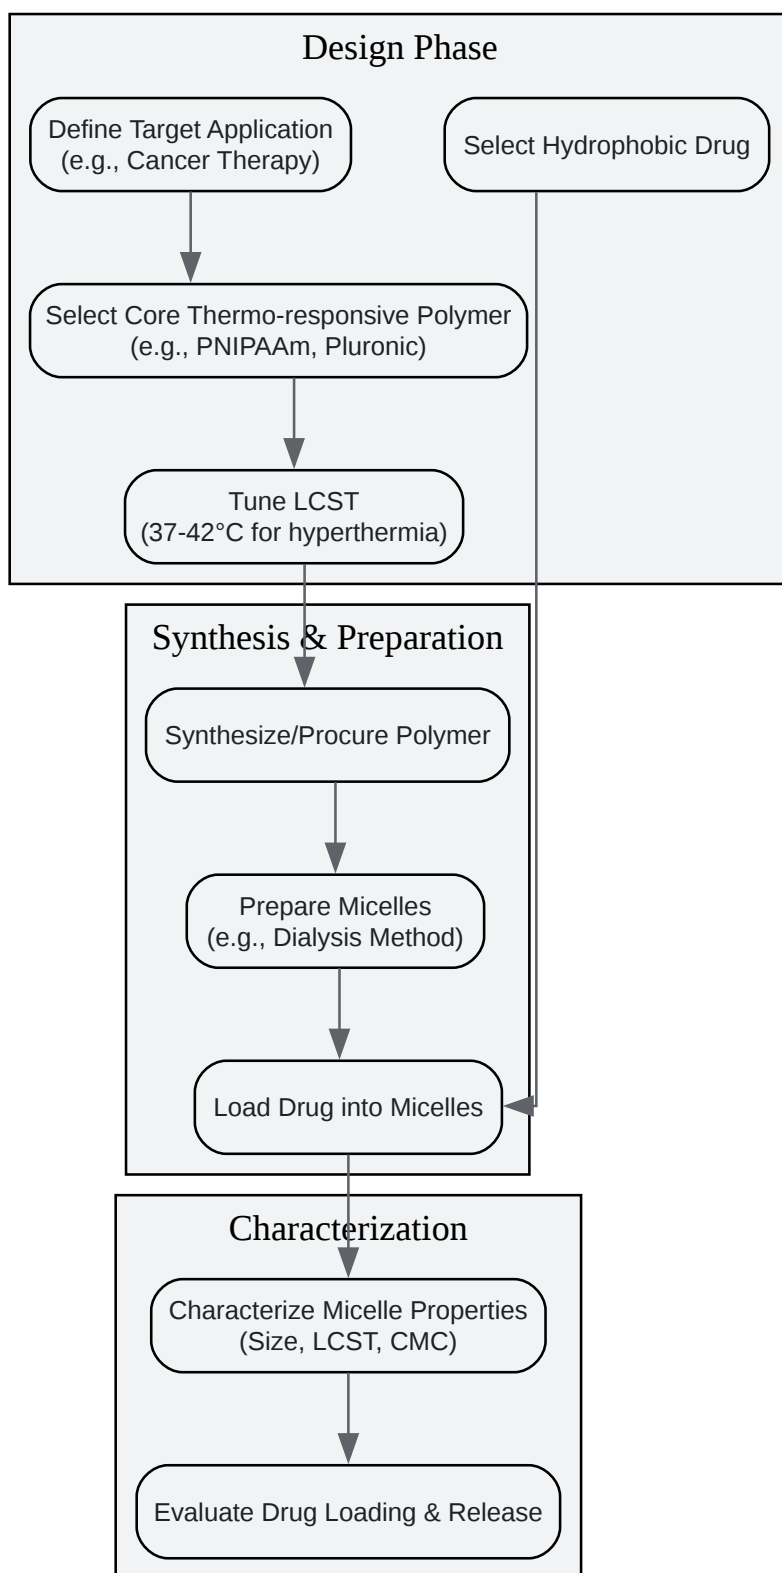 Design Phase
Define Target Application
(e.g., Cancer Therapy)
Select Hydrophobic Drug
Select Core Thermo-responsive Polymer
(e.g., PNIPAAm, Pluronic)
Tune LCST
(37-42°C for hyperthermia)
Synthesis & Preparation
Synthesize/Procure Polymer
Prepare Micelles
(e.g., Dialysis Method)
Load Drug into Micelles
Characterization
Characterize Micelle Properties
(Size, LCST, CMC)
Evaluate Drug Loading & Release